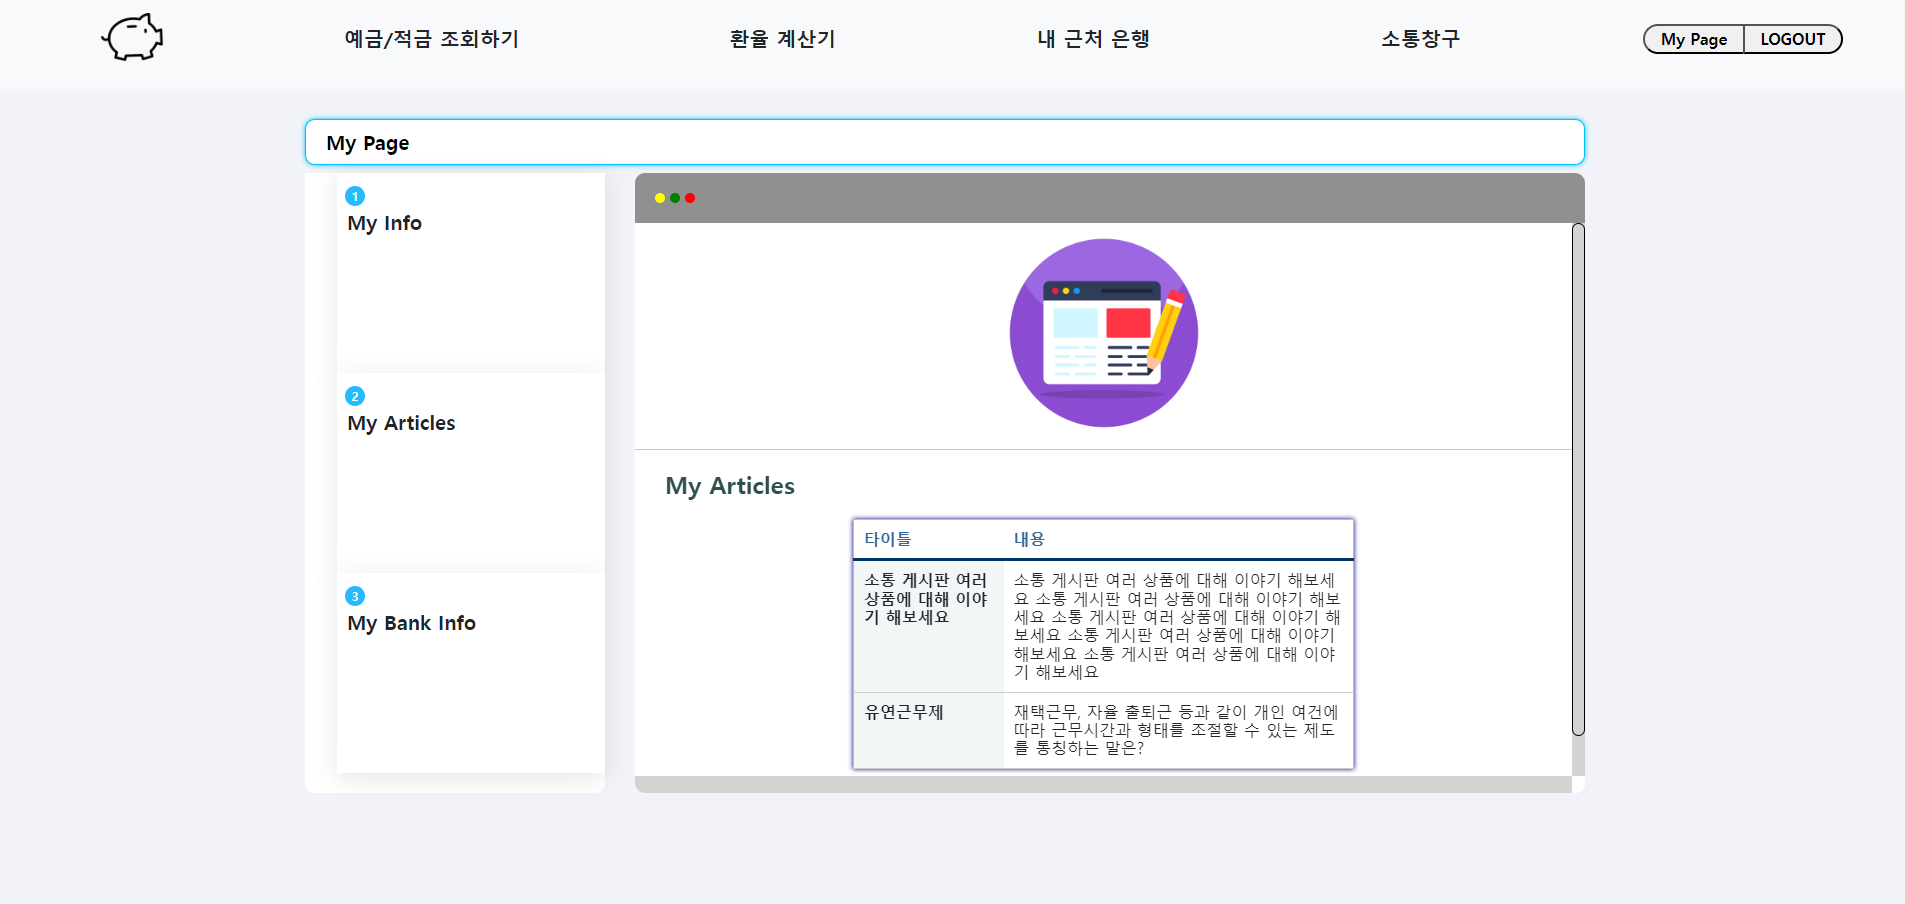 예금/적금 조회하기
환율 계산기
내 근처 은행
소통창구
My Page
LOGOUT
My Page
1
My Info
2
My Articles
3
My Bank Info
My Articles
타이틀
내용
소통 게시판 여러
상품에 대해 이야
기 해보세요
소통 게시판 여러 상품에 대해 이야기 해보세
요 소통 게시판 여러 상품에 대해 이야기 해보
세요 소통 게시판 여러 상품에 대해 이야기 해
보세요 소통 게시판 여러 상품에 대해 이야기
해보세요 소통 게시판 여러 상품에 대해 이야
기 해보세요
유연근무제
재택근무, 자율 출퇴근 등과 같이 개인 여건에
따라 근무시간과 형태를 조절할 수 있는 제도
를 통칭하는 말은?